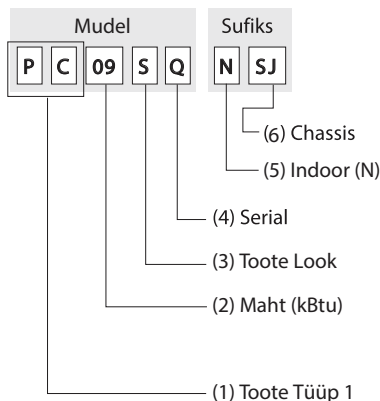 Mudel Sufiks
P C 09 S Q N SJ
(6) Chassis
(5) Indoor (N)
(4) Serial
(3) Toote Look
(2) Maht (kBtu)
(1) Toote Tüüp 1